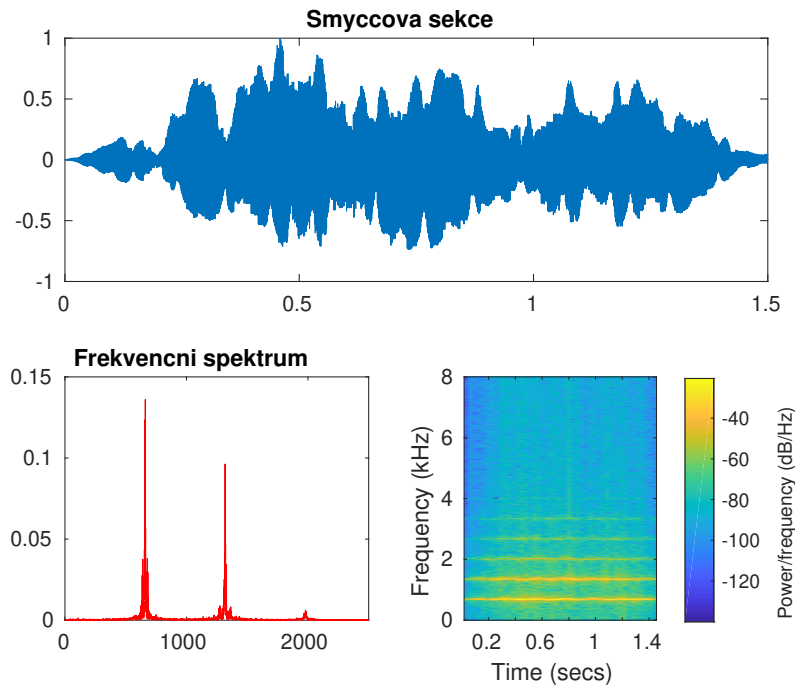 Smyccova sekce
1
0.5
0
-0.5
-1
0 0.5 1 1.5
Frekvencni spektrum
0.15
0.1
0.05
0
0 1000 2000
8
6
4
2
0
Frequency (kHz)
0.2 0.6 1 1.4
Time (secs)
-40
-60
-80
-100
-120
Power/frequency (dB/Hz)